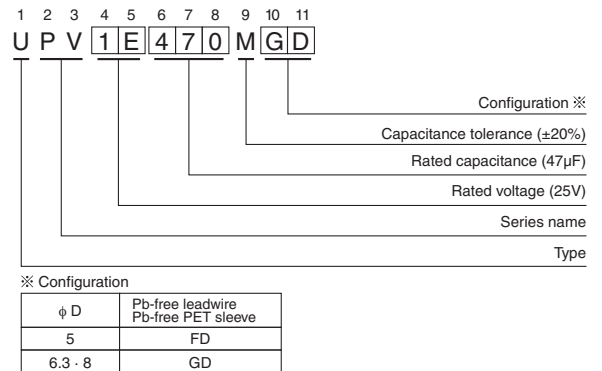 1 2 3 4 5 6 7 8 9 10 11
U P V 1 E 4 7 0 M G D
Configuration ※
Capacitance tolerance (±20%)
Rated capacitance (47µF)
Rated voltage (25V)
Series name
Type
※ Configuration
ϕ D Pb-free leadwire
Pb-free PET sleeve
5 FD
6.3 · 8 GD